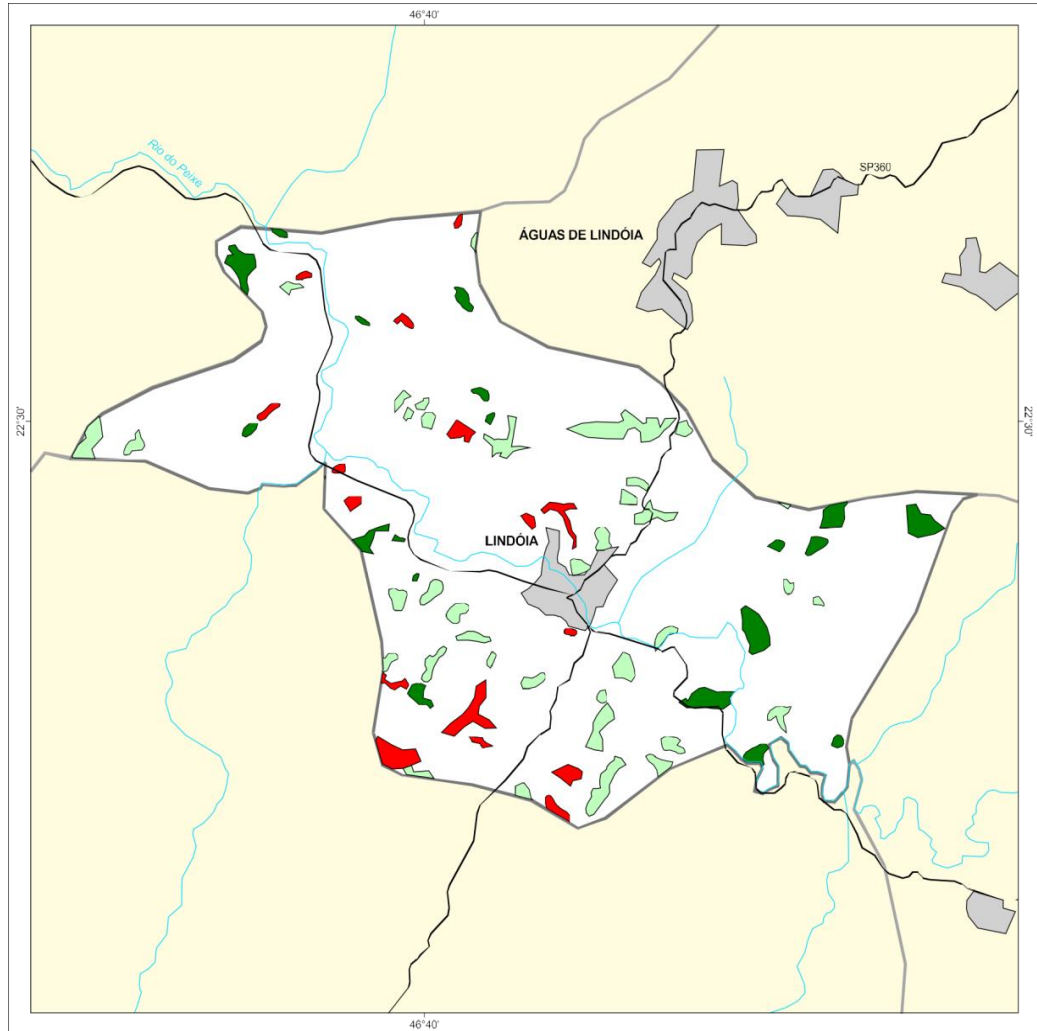 46°40'
Rio do Peixe
SP360
ÁGUAS DE LINDÓIA
22°30'
22°30'
LINDÓIA
46°40'